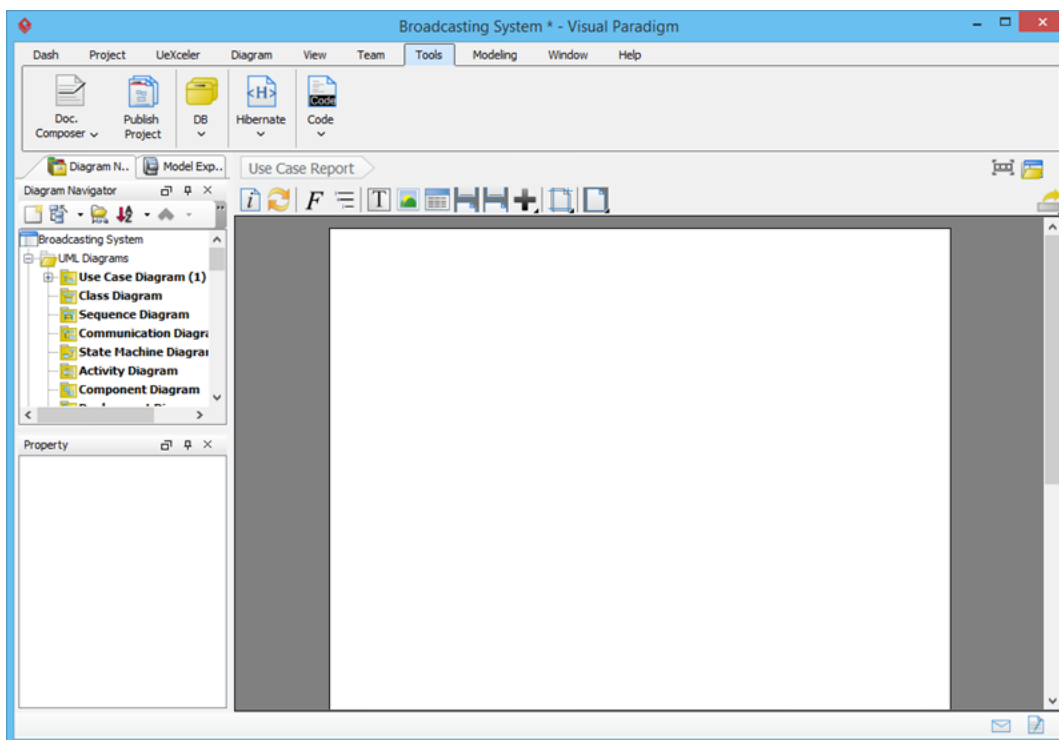 Broadcasting System * - Visual Paradigm
Dash Project UeXceler Diagram View Team Tools Modeling Window Help
Doc. Composer
Publish Project
DB
Hibernate
Code
Diagram N.. Model Exp.. Use Case Report
Diagram Navigator
Broadcasting System
UML Diagrams
Use Case Diagram (1)
Class Diagram
Sequence Diagram
Communication Diagra
State Machine Diagrar
Activity Diagram
Component Diagram
Property